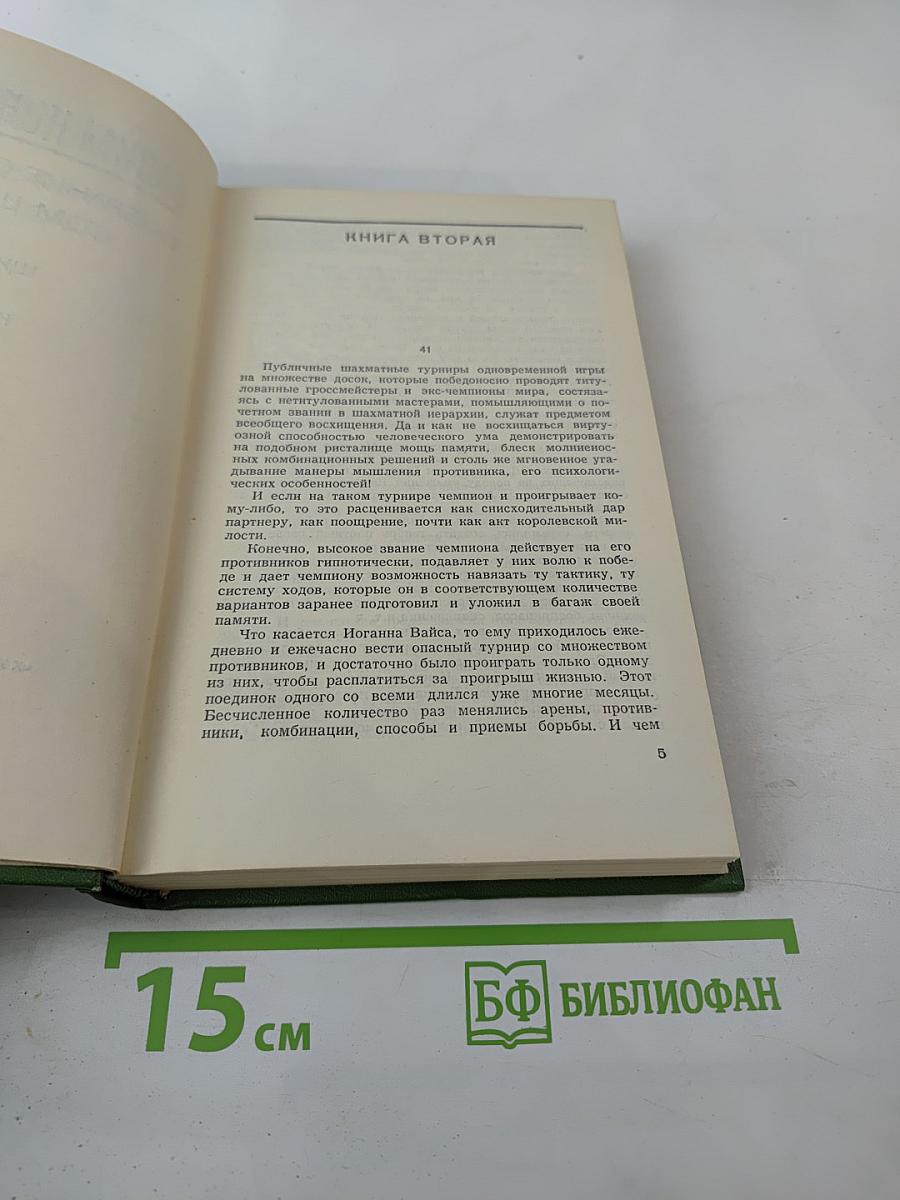 КНИГА ВТОРАЯ
41
Публичные шахматные турниры одновременной игры
на множестве досок, которые победоносно проводят титу-
лованные гроссмейстеры и экс-чемпионы мира, состяза-
ясь с нетитулованными мастерами, помышляющими о по-
четном звании в шахматной иерархии, служат предметом
всеобщего восхищения. Да и как не восхищаться вирту-
озной способностью человеческого ума демонстрировать
на подобном ристалище мощь памяти, блеск молниенос-
ных комбинационных решений и столь же мгновенное уга-
дывание манеры мышления противника, его психологи-
ческих особенностей!
И если на таком турнире чемпион и проигрывает ко-
му-либо, то это расценивается как снисходительный дар
партнеру, как поощрение, почти как акт королевской ми-
лости.
Конечно, высокое звание чемпиона действует на его
противников гипнотически, подавляет у них волю к побе-
де и дает чемпиону возможность навязать ту тактику, ту
систему ходов, которые он в соответствующем количестве
вариантов заранее подготовил и уложил в багаж своей
памяти.
Что касается Иоганна Вайса, то ему приходилось еже-
дневно и ежечасно вести опасный турнир со множеством
противников, и достаточно было проиграть только одному
из них, чтобы расплатиться за проигрыш жизнью. Этот
поединок одного со всеми длился уже многие месяцы.
Бесчисленное количество раз менялись арены, против-
ники, комбинации, способы и приемы борьбы. И чем
5
15 см
БФ БИБЛИОФАН